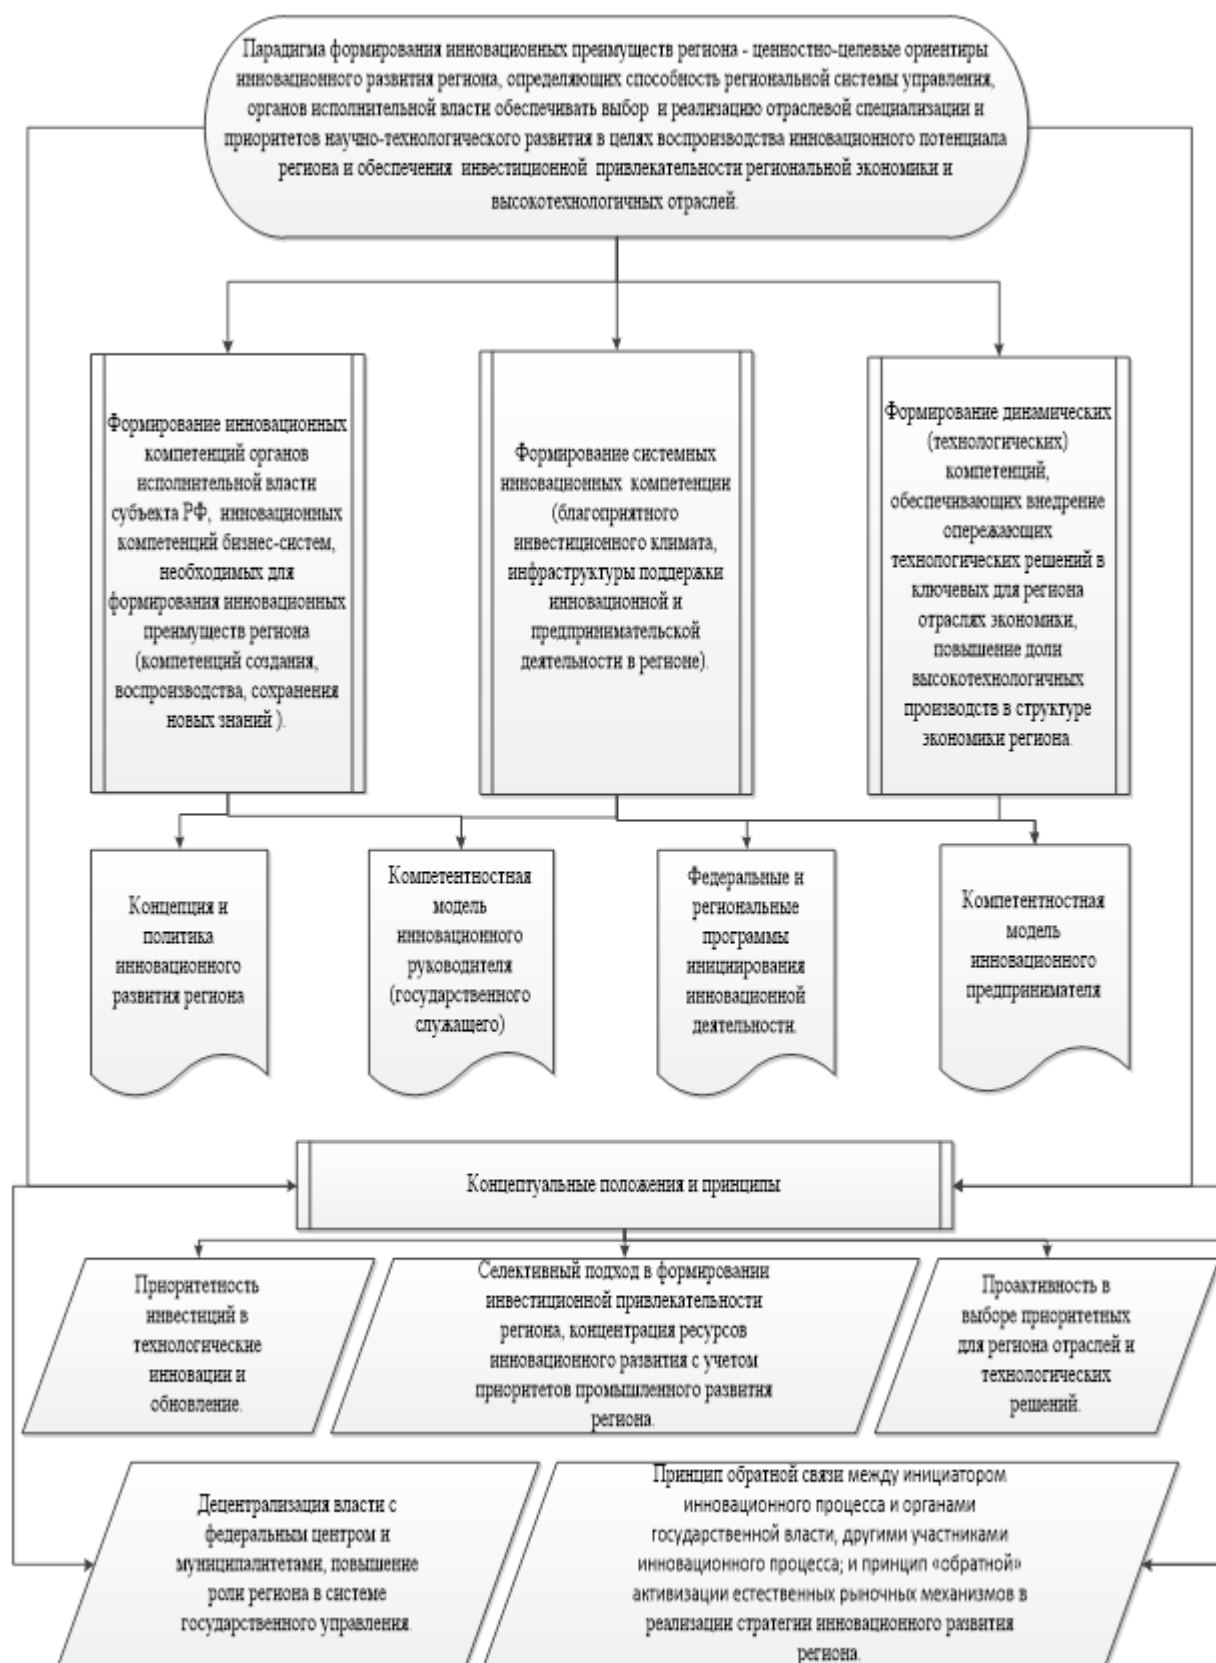 Парадигма формирования инновационных преимуществ региона - ценностно-целевые ориентиры
инновационного развития региона, определяющих способность региональной системы управления,
органов исполнительной власти обеспечивать выбор и реализацию отраслевой специализации и
приоритетов научно-технологического развития в целях воспроизводства инновационного потенциала
региона и обеспечения инвестиционной привлекательности региональной экономики и
высокотехнологичных отраслей.
Формирование инновационных
компетенций органов
исполнительной власти
субъекта РФ, инновационных
компетенций бизнес-систем,
необходимых для
формирования инновационных
преимуществ региона
(компетенций создания,
воспроизводства, сохранения
новых знаний ).
Формирование системных
инновационных компетенции
(благоприятного
инвестиционного климата,
инфраструктуры поддержки
инновационной и
предпринимательской
деятельности в регионе).
Формирование динамических
(технологических)
компетенций,
обеспечивающих внедрение
опережающих
технологических решений в
ключевых для региона
отраслях экономики,
повышение доли
высокотехнологичных
производств в структуре
экономики региона.
Концепция и
политика
инновационного
развития региона
Компетентностная
модель
инновационного
руководителя
(государственного
служащего)
Федеральные и
региональные
программы
инициирования
инновационной
деятельности.
Компетентностная
модель
инновационного
предпринимателя
Концептуальные положения и принципы
Приоритетность
инвестиций в
технологические
инновации и
обновление.
Селективный подход в формировании
инвестиционной привлекательности
региона, концентрация ресурсов
инновационного развития с учетом
приоритетов промышленного развития
региона.
Проактивность в
выборе приоритетных
для региона отраслей и
технологических
решений.
Децентрализация власти с
федеральным центром и
муниципалитетами, повышение
роли региона в системе
государственного управления.
Принцип обратной связи между инициатором
инновационного процесса и органами
государственной власти, другими участниками
инновационного процесса; и принцип «обратной»
активизации естественных рыночных механизмов в
реализации стратегии инновационного развития
региона.